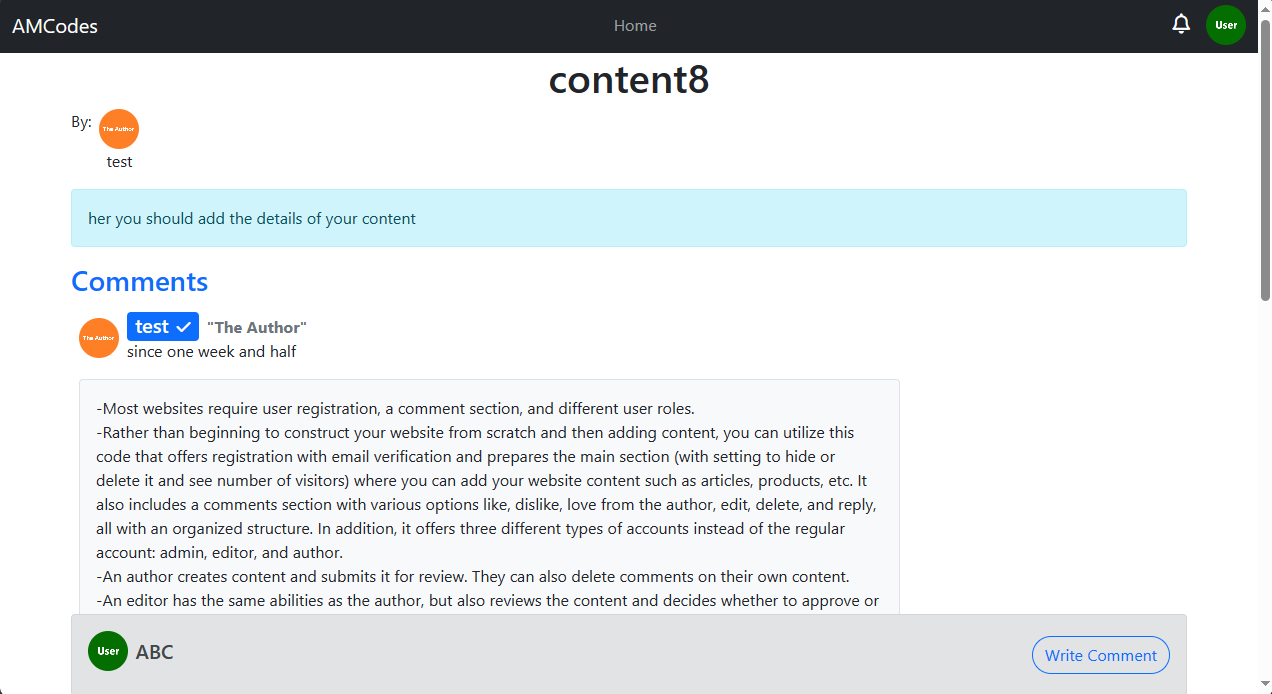 AMCodes
Home
User
content8
By:
The Author
test
her you should add the details of your content
Comments
The Author
test
"The Author"
since one week and half
-Most websites require user registration, a comment section, and different user roles.
-Rather than beginning to construct your website from scratch and then adding content, you can utilize this
code that offers registration with email verification and prepares the main section (with setting to hide or
delete it and see number of visitors) where you can add your website content such as articles, products, etc. It
also includes a comments section with various options like, dislike, love from the author, edit, delete, and reply,
all with an organized structure. In addition, it offers three different types of accounts instead of the regular
account: admin, editor, and author.
-An author creates content and submits it for review. They can also delete comments on their own content.
-An editor has the same abilities as the author, but also reviews the content and decides whether to approve or
User
ABC
Write Comment